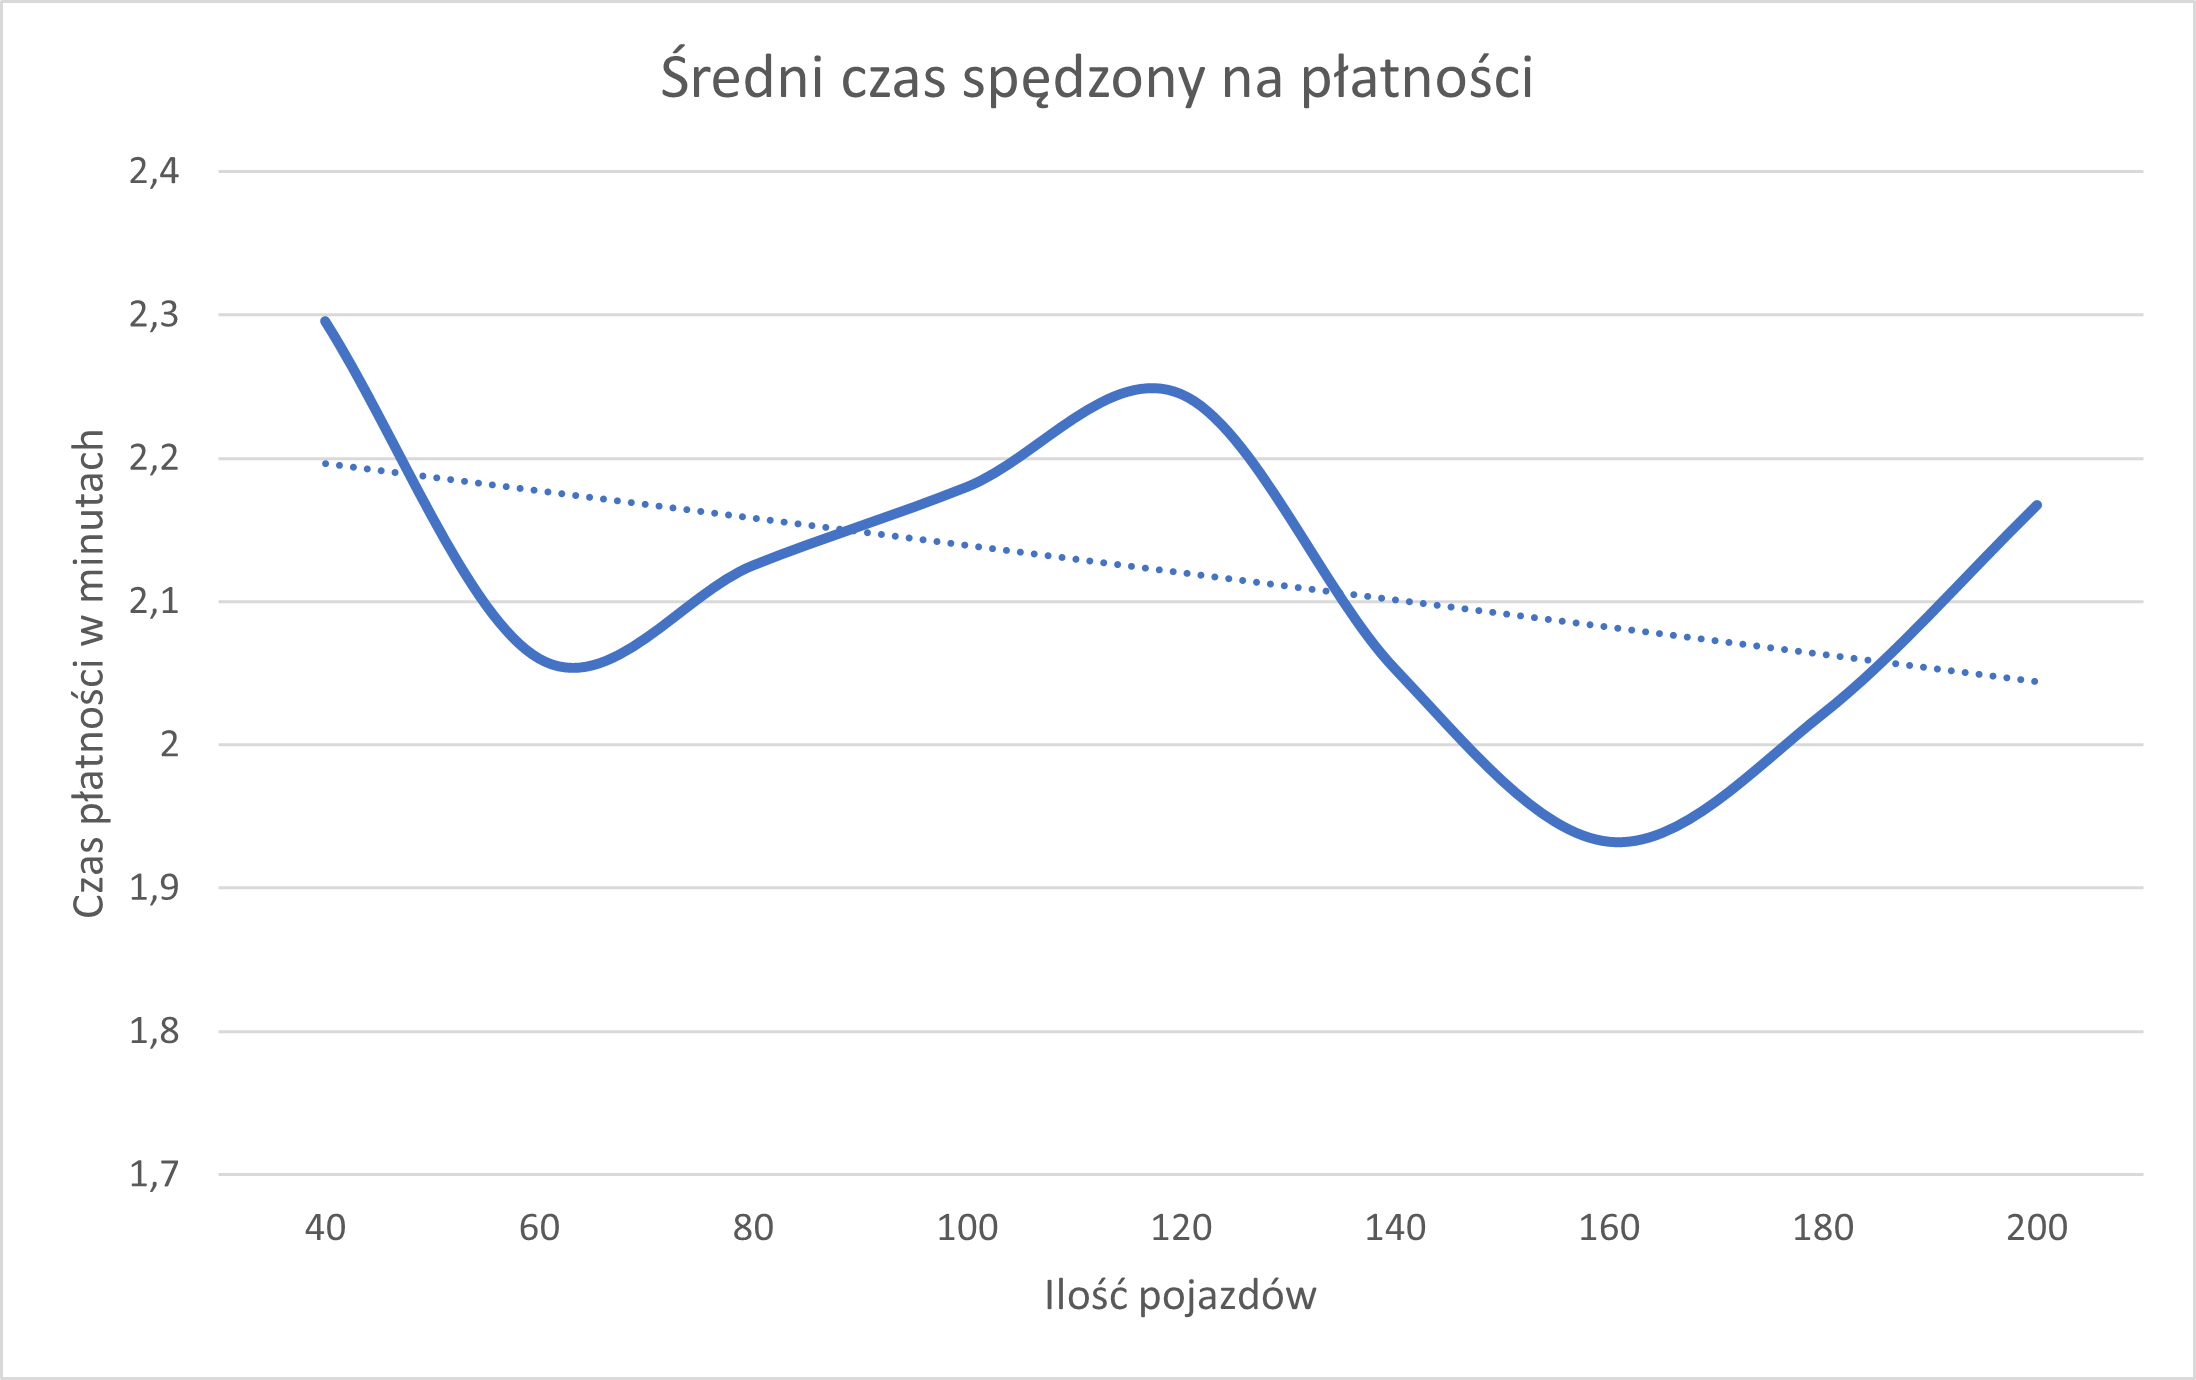 Średni czas spędzony na płatności
2,4
2,3
2,2
2,1
2
1,9
1,8
1,7
Czas płatności w minutach
40 60 80 100 120 140 160 180 200
Ilość pojazdów